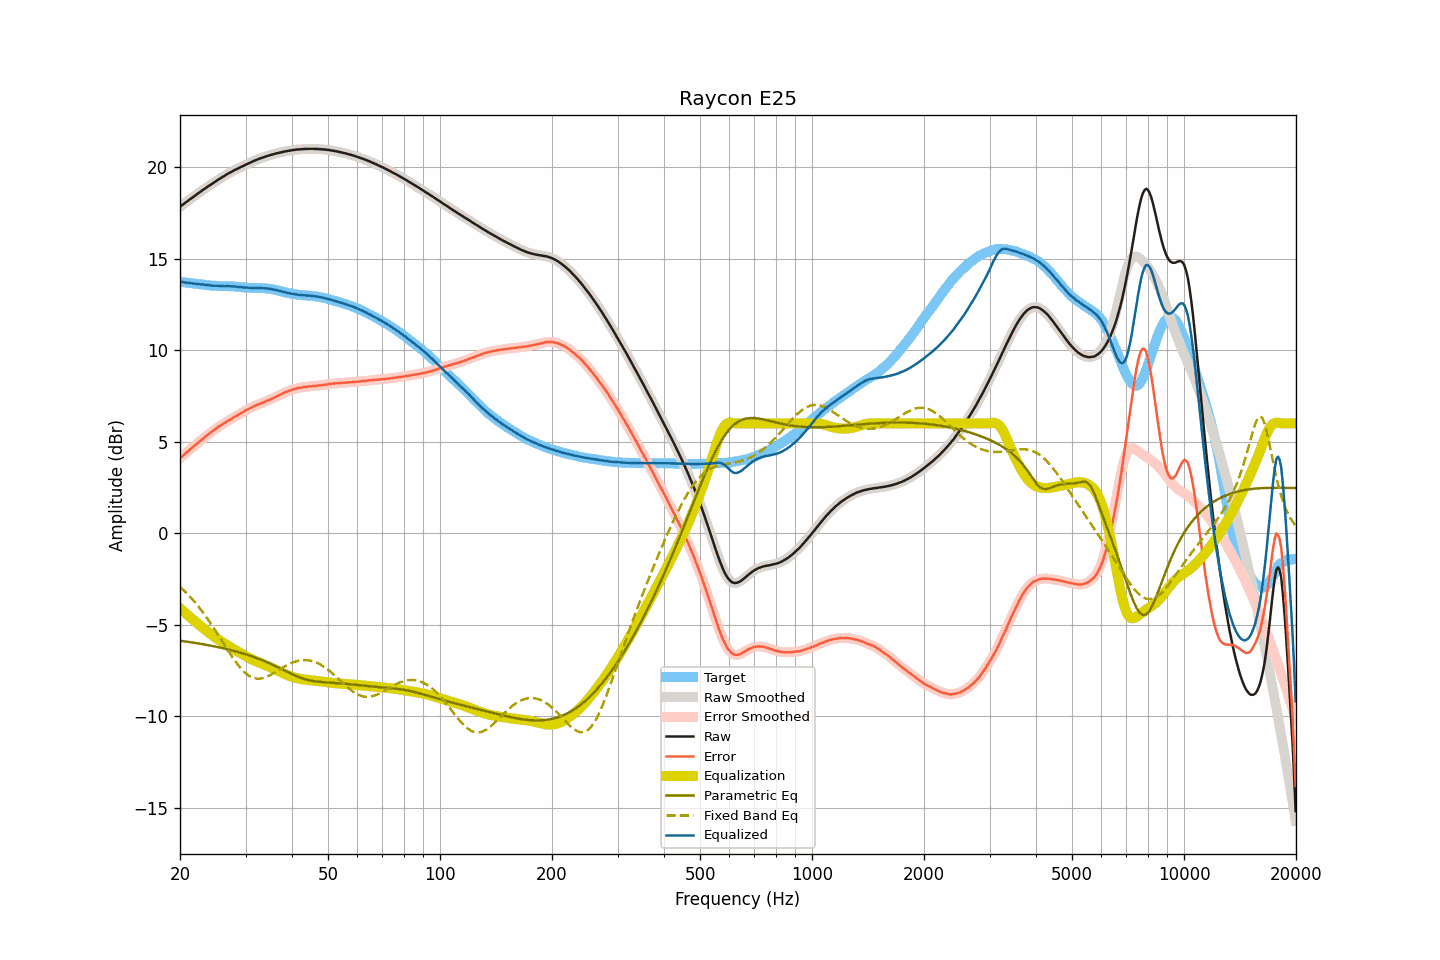 Raycon E25
Amplitude (dBr)
20
15
10
5
0
−5
−10
−15
Target
Raw Smoothed
Error Smoothed
Raw
Error
Equalization
Parametric Eq
Fixed Band Eq
Equalized
20 50 100 200 500 1000 2000 5000 10000 20000
Frequency (Hz)